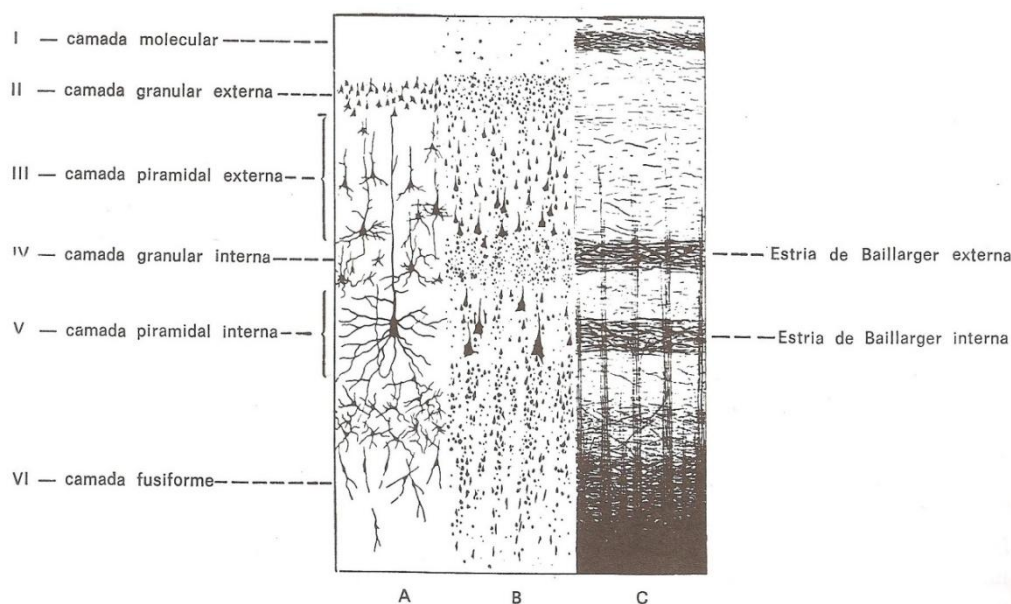 I — camada molecular
II — camada granular externa
III — camada piramidal externa
IV — camada granular interna
V — camada piramidal interna
VI — camada fusiforme
Estria de Baillarger externa
Estria de Baillarger interna
A B C